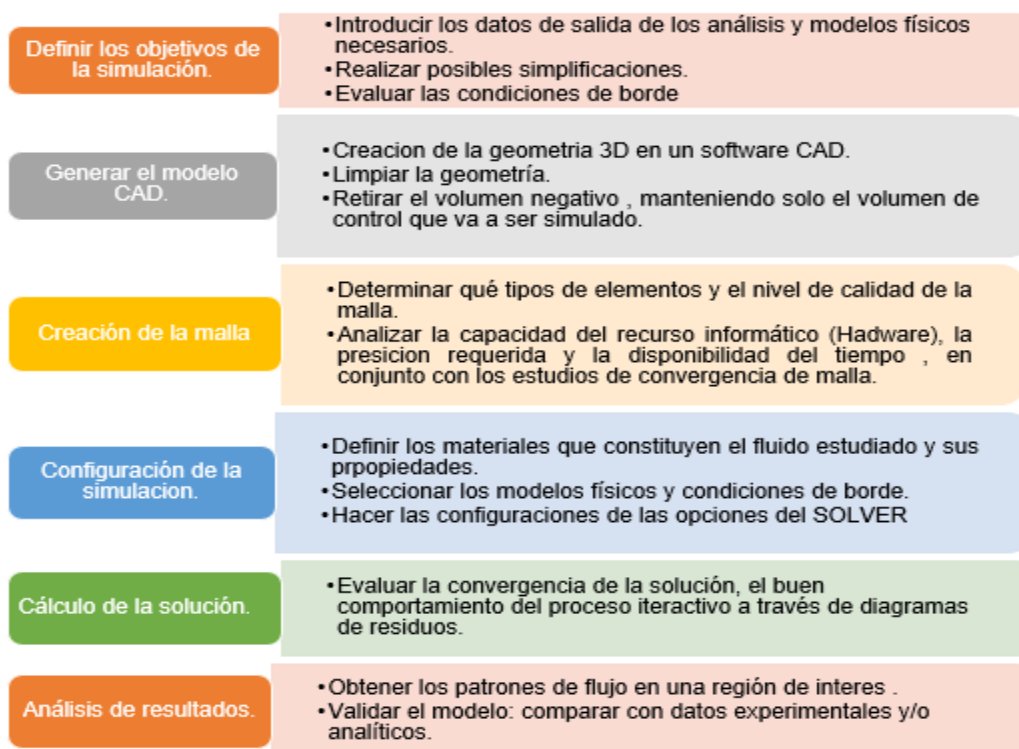 Definir los objetivos de
la simulación.
•Introducir los datos de salida de los análisis y modelos físicos
necesarios.
•Realizar posibles simplificaciones.
•Evaluar las condiciones de borde
Generar el modelo
CAD.
•Creacion de la geometria 3D en un software CAD.
•Limpiar la geometría.
•Retirar el volumen negativo , manteniendo solo el volumen de
control que va a ser simulado.
Creación de la malla
•Determinar qué tipos de elementos y el nivel de calidad de la
malla.
•Analizar la capacidad del recurso informático (Hadware), la
presicion requerida y la disponibilidad del tiempo , en
conjunto con los estudios de convergencia de malla.
Configuración de la
simulacion.
•Definir los materiales que constituyen el fluido estudiado y sus
prpopiedades.
•Seleccionar los modelos físicos y condiciones de borde.
•Hacer las configuraciones de las opciones del SOLVER
Cálculo de la solución.
•Evaluar la convergencia de la solución, el buen
comportamiento del proceso iteractivo a través de diagramas
de residuos.
Análisis de resultados.
•Obtener los patrones de flujo en una región de interes .
•Validar el modelo: comparar con datos experimentales y/o
analíticos.